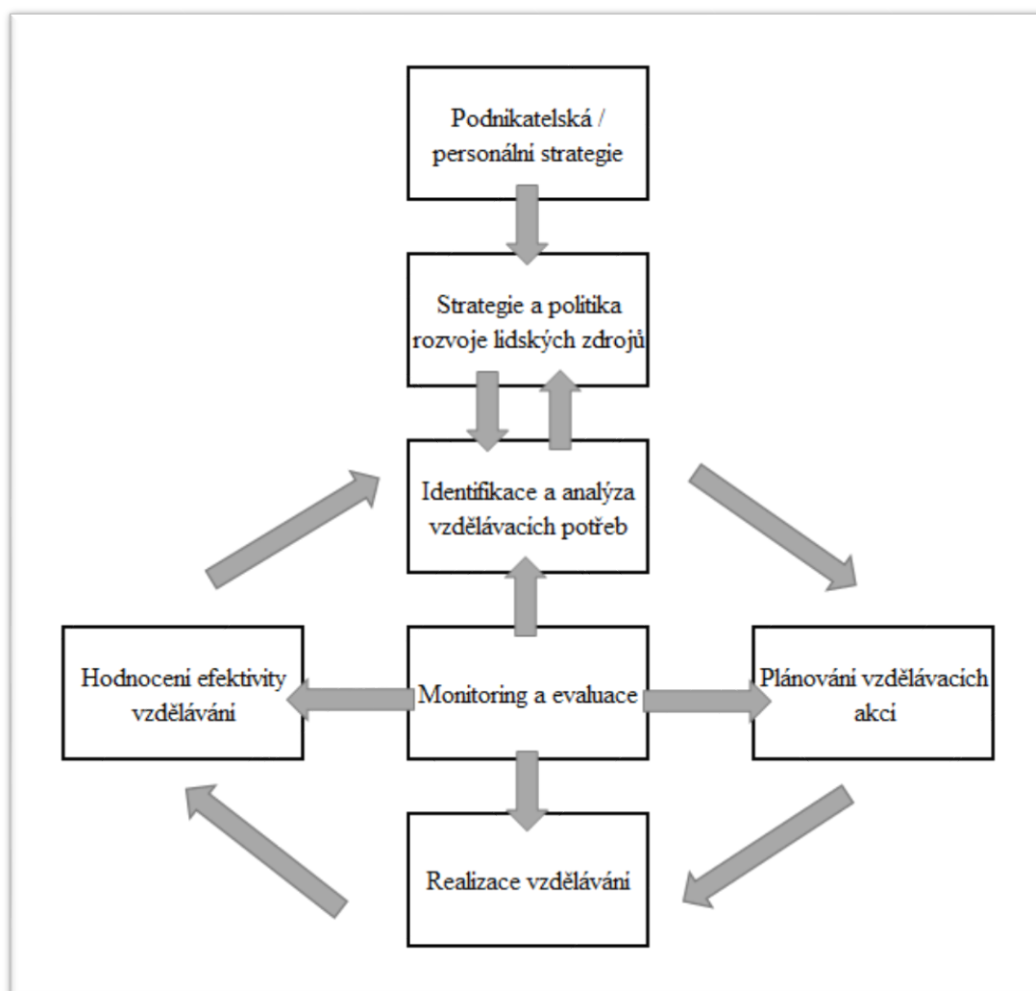 Podnikatelská /
personální strategie
Strategie a politika
rozvoje lidských zdrojů
Identifikace a analýza
vzdělávacích potřeb
Hodnocení efektivity
vzdělávání
Monitoring a evaluace
Plánování vzdělávacích
akcí
Realizace vzdělávání